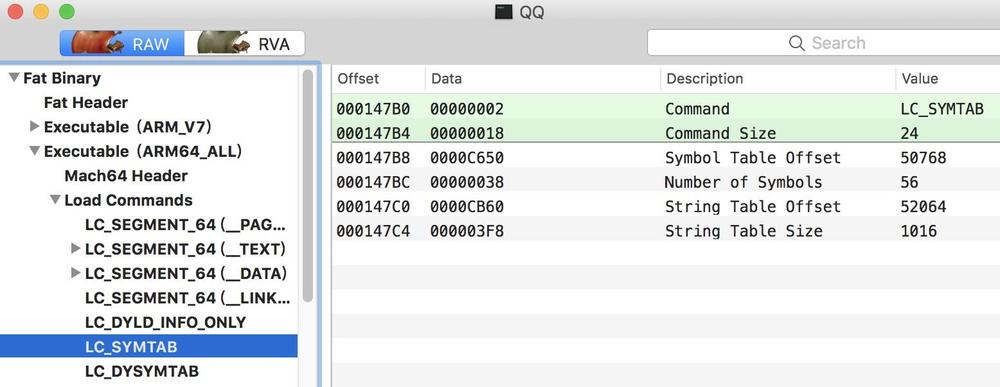 QQ
RAW RVA Search
Fat Binary
Fat Header
Executable (ARM_V7)
Executable (ARM64_ALL)
Mach64 Header
Load Commands
LC_SEGMENT_64 (__PAG...
LC_SEGMENT_64 (__TEXT)
LC_SEGMENT_64 (__DATA)
LC_SEGMENT_64 (__LINK...
LC_DYLD_INFO_ONLY
LC_SYMTAB
LC_DYSYMTAB
Offset Data Description Value
000147B0 00000002 Command LC_SYMTAB
000147B4 00000018 Command Size 24
000147B8 0000C650 Symbol Table Offset 50768
000147BC 00000038 Number of Symbols 56
000147C0 0000CB60 String Table Offset 52064
000147C4 000003F8 String Table Size 1016